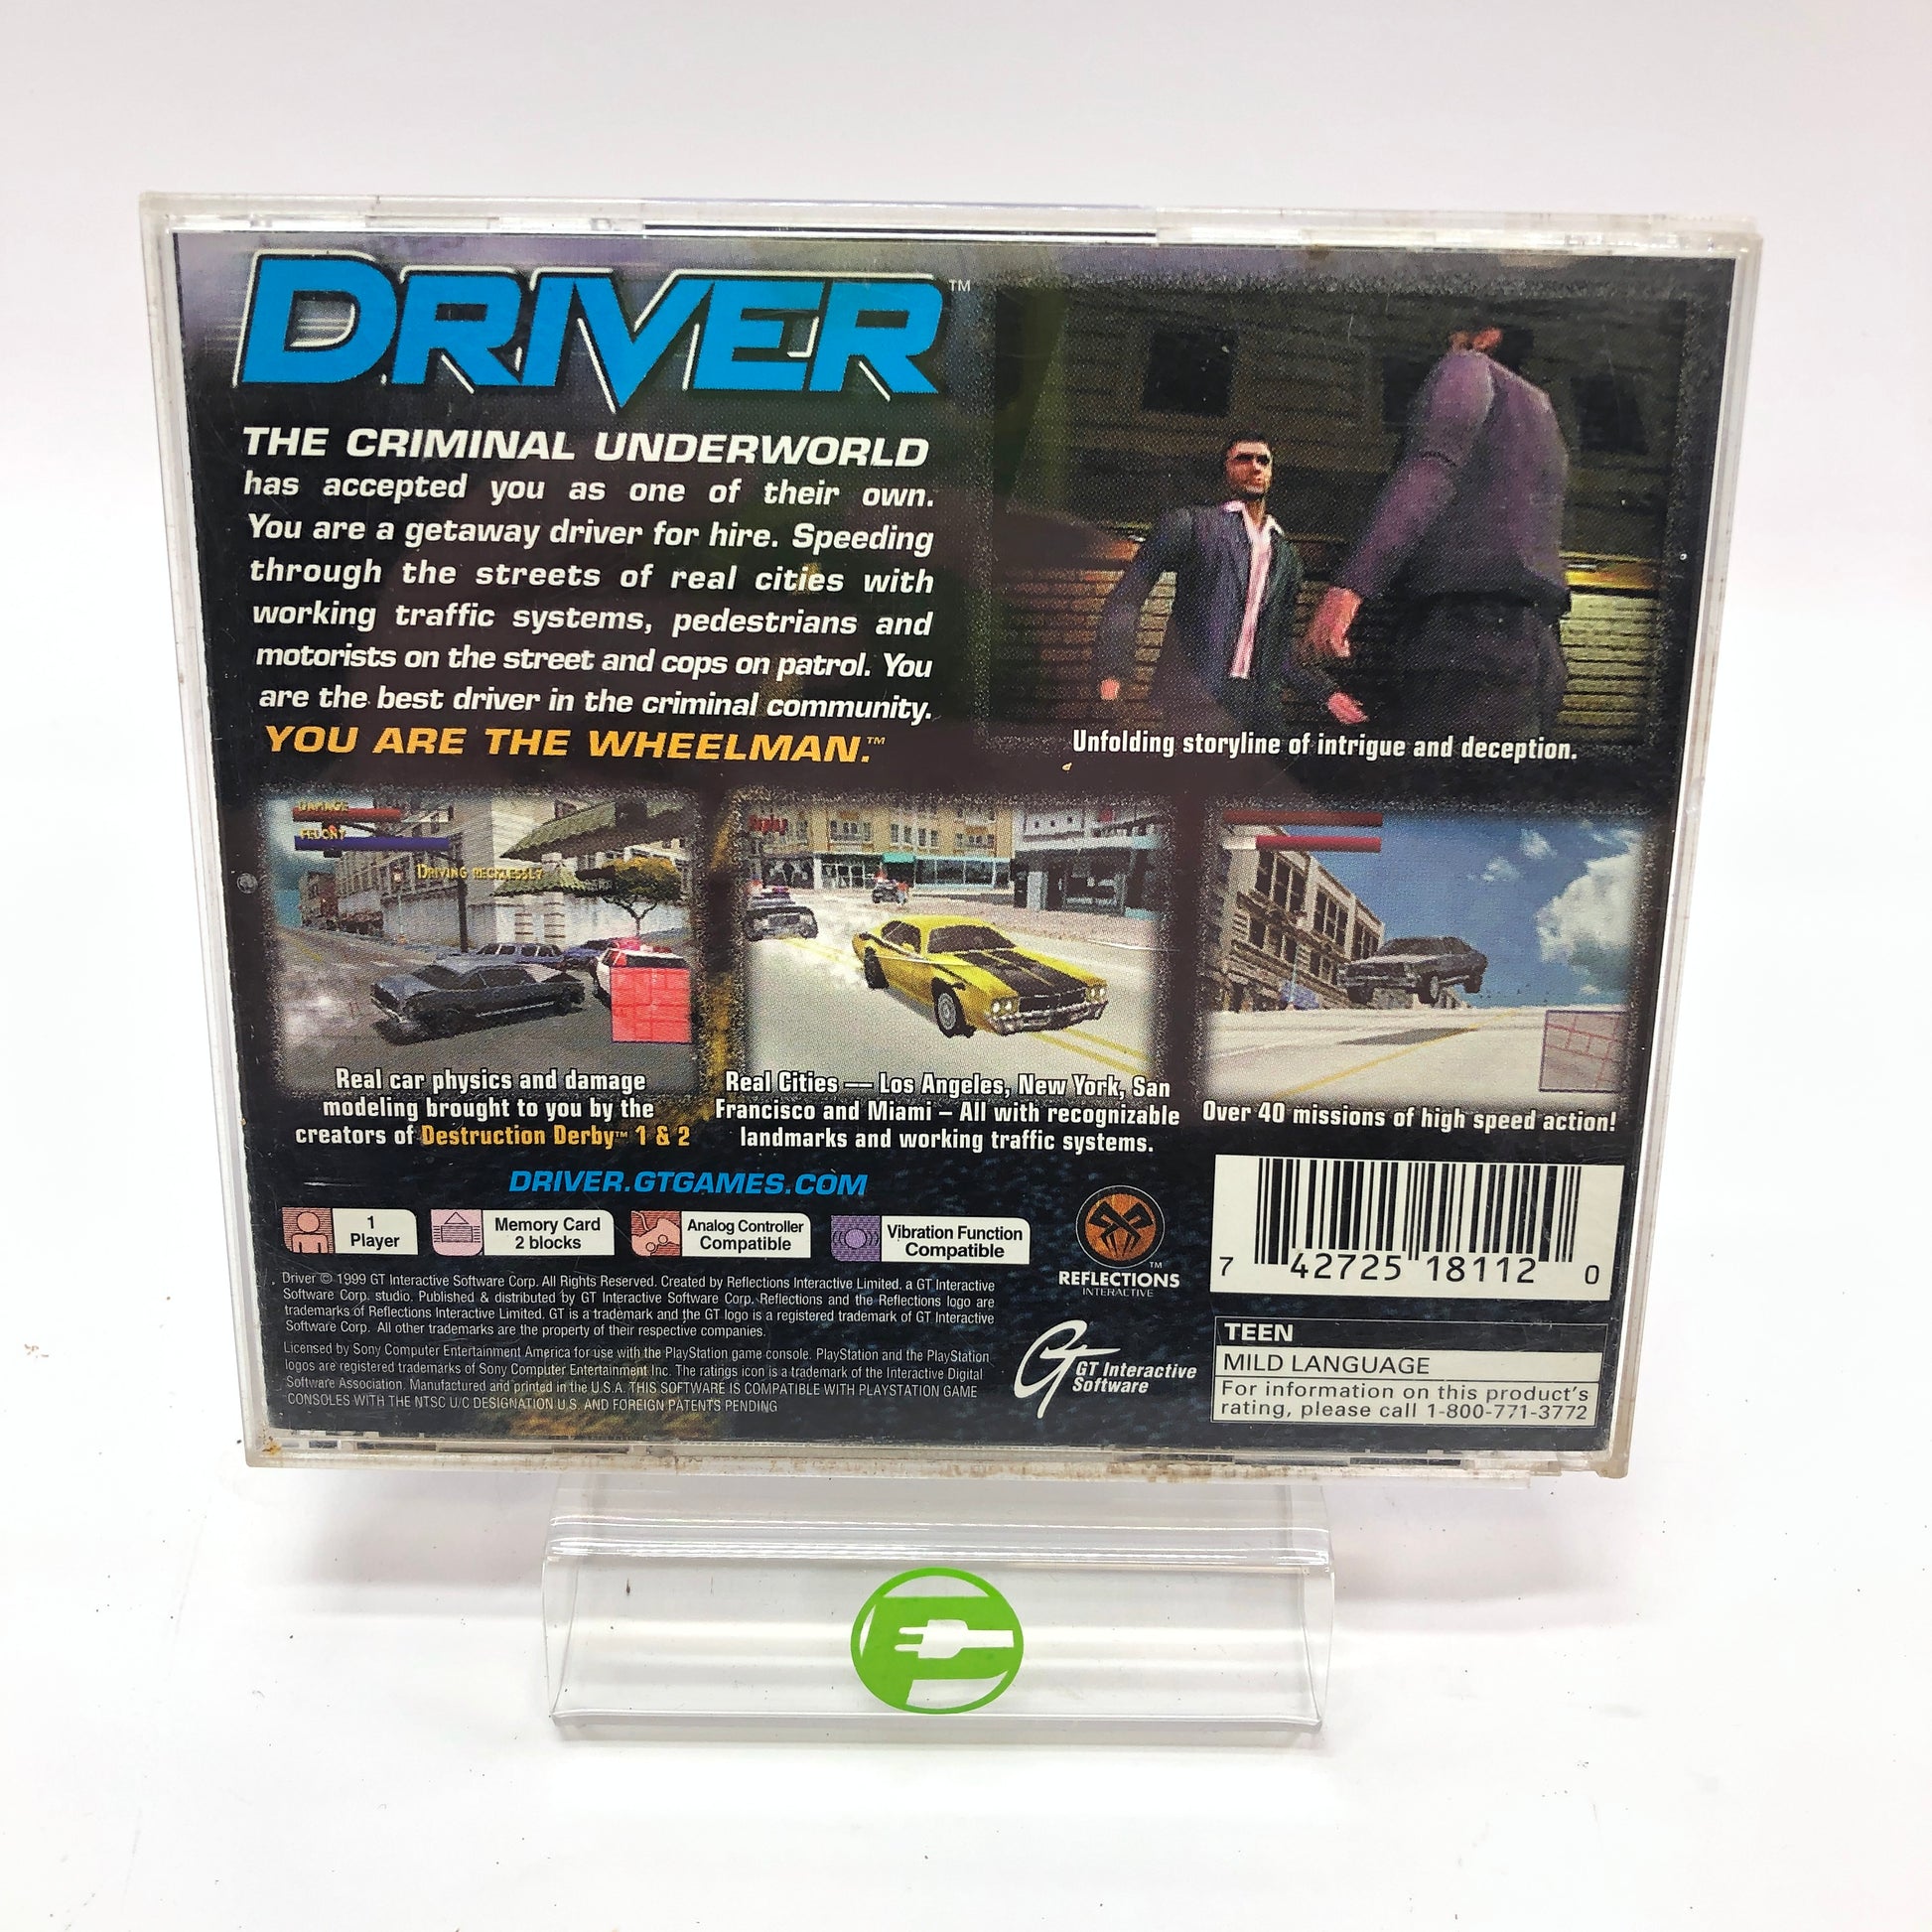 DRIVER™
THE CRIMINAL UNDERWORLD
has accepted you as one of their own.
You are a getaway driver for hire. Speeding
through the streets of real cities with
working traffic systems, pedestrians and
motorists on the street and cops on patrol. You
are the best driver in the criminal community.
YOU ARE THE WHEELMAN.™
Unfolding storyline of intrigue and deception.
DAMAGE
FELONY
DRIVING RECKLESSLY
Real car physics and damage
modeling brought to you by the
creators of Destruction Derby™ 1 & 2
Real Cities –– Los Angeles, New York, San
Francisco and Miami – All with recognizable
landmarks and working traffic systems.
Over 40 missions of high speed action!
DRIVER.GTGAMES.COM
1
Player
Memory Card
2 blocks
Analog Controller
Compatible
Vibration Function
Compatible
Driver © 1999 GT Interactive Software Corp. All Rights Reserved. Created by Reflections Interactive Limited, a GT Interactive
Software Corp. studio. Published & distributed by GT Interactive Software Corp. Reflections and the Reflections logo are
trademarks of Reflections Interactive Limited. GT is a trademark and the GT logo is a registered trademark of GT Interactive
Software Corp. All other trademarks are the property of their respective companies.
Licensed by Sony Computer Entertainment America for use with the PlayStation game console. PlayStation and the PlayStation
logos are registered trademarks of Sony Computer Entertainment Inc. The ratings icon is a trademark of the Interactive Digital
Software Association. Manufactured and printed in the U.S.A. THIS SOFTWARE IS COMPATIBLE WITH PLAYSTATION GAME
CONSOLES WITH THE NTSC U/C DESIGNATION U.S. AND FOREIGN PATENTS PENDING
™
REFLECTIONS
INTERACTIVE
GT
GT Interactive
Software
7 42725 18112 0
TEEN
MILD LANGUAGE
For information on this product's
rating, please call 1-800-771-3772